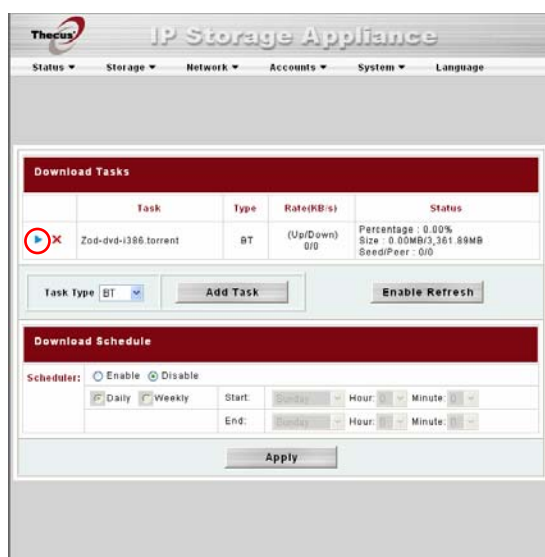 Thecus
IP Storage Appliance
Status Storage Network Accounts System Language
Download Tasks
Task Type Rate(KB/s) Status
Zod-dvd-i386.torrent BT (Up/Down) 0/0 Percentage : 0.00%
Size : 0.00MB/3,361.89MB
Seed/Peer : 0/0
Task Type BT Add Task Enable Refresh
Download Schedule
Scheduler: Enable Disable
Daily Weekly Start: Sunday Hour: 0 Minute: 0
End: Sunday Hour: 0 Minute: 0
Apply